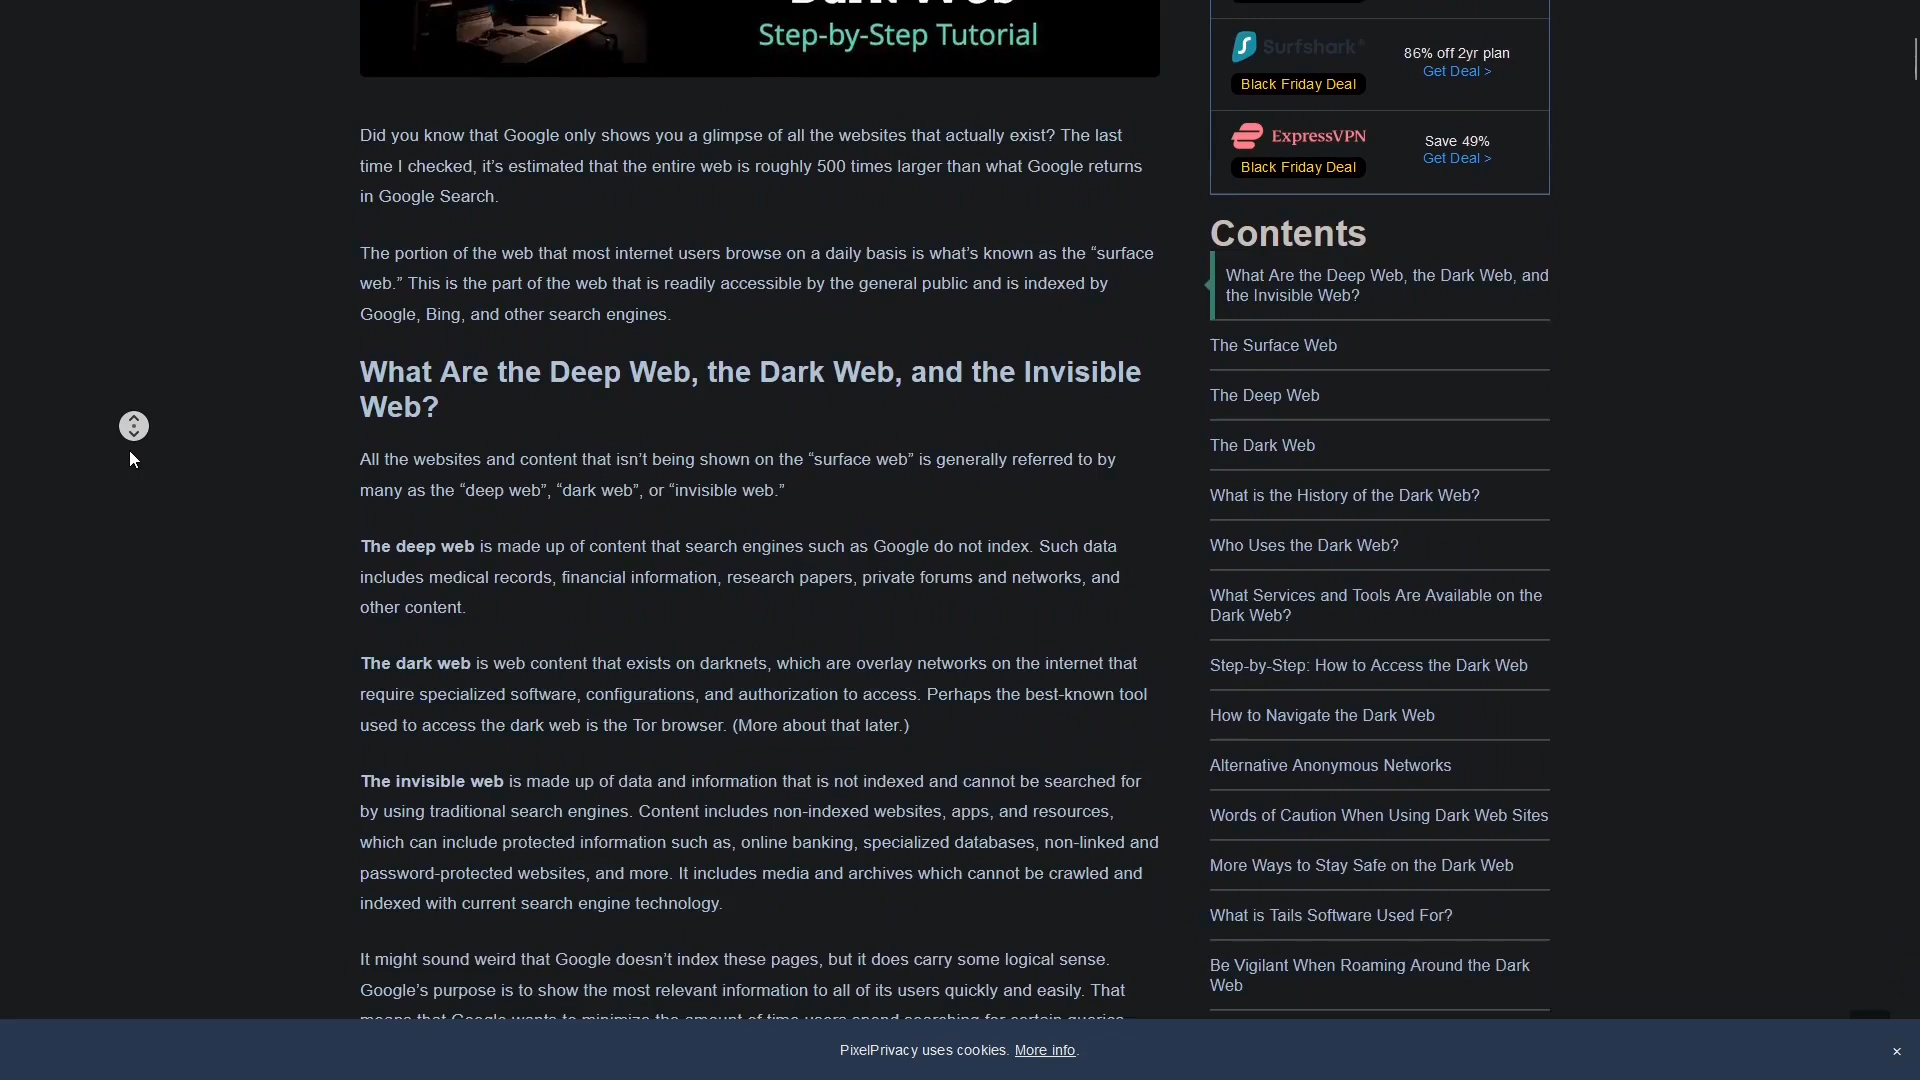 Step-by-Step Tutorial
Did you know that Google only shows you a glimpse of all the websites that actually exist? The last
time I checked, it’s estimated that the entire web is roughly 500 times larger than what Google returns
in Google Search.
The portion of the web that most internet users browse on a daily basis is what’s known as the “surface
web.” This is the part of the web that is readily accessible by the general public and is indexed by
Google, Bing, and other search engines.
What Are the Deep Web, the Dark Web, and the Invisible
Web?
All the websites and content that isn’t being shown on the “surface web” is generally referred to by
many as the “deep web”, “dark web”, or “invisible web.”
The deep web is made up of content that search engines such as Google do not index. Such data
includes medical records, financial information, research papers, private forums and networks, and
other content.
The dark web is web content that exists on darknets, which are overlay networks on the internet that
require specialized software, configurations, and authorization to access. Perhaps the best-known tool
used to access the dark web is the Tor browser. (More about that later.)
The invisible web is made up of data and information that is not indexed and cannot be searched for
by using traditional search engines. Content includes non-indexed websites, apps, and resources,
which can include protected information such as, online banking, specialized databases, non-linked and
password-protected websites, and more. It includes media and archives which cannot be crawled and
indexed with current search engine technology.
It might sound weird that Google doesn’t index these pages, but it does carry some logical sense.
Google’s purpose is to show the most relevant information to all of its users quickly and easily. That
means that Google wants to minimize the amount of time users spend searching for certain queries
Surfshark®
Black Friday Deal
86% off 2yr plan
Get Deal >
ExpressVPN
Black Friday Deal
Save 49%
Get Deal >
Contents
What Are the Deep Web, the Dark Web, and
the Invisible Web?
The Surface Web
The Deep Web
The Dark Web
What is the History of the Dark Web?
Who Uses the Dark Web?
What Services and Tools Are Available on the
Dark Web?
Step-by-Step: How to Access the Dark Web
How to Navigate the Dark Web
Alternative Anonymous Networks
Words of Caution When Using Dark Web Sites
More Ways to Stay Safe on the Dark Web
What is Tails Software Used For?
Be Vigilant When Roaming Around the Dark
Web
PixelPrivacy uses cookies. More info.
×